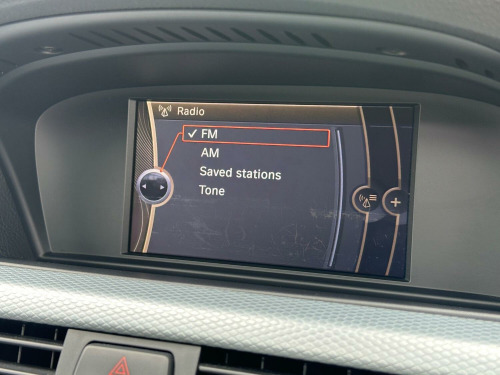 Radio
FM
AM
Saved stations
Tone